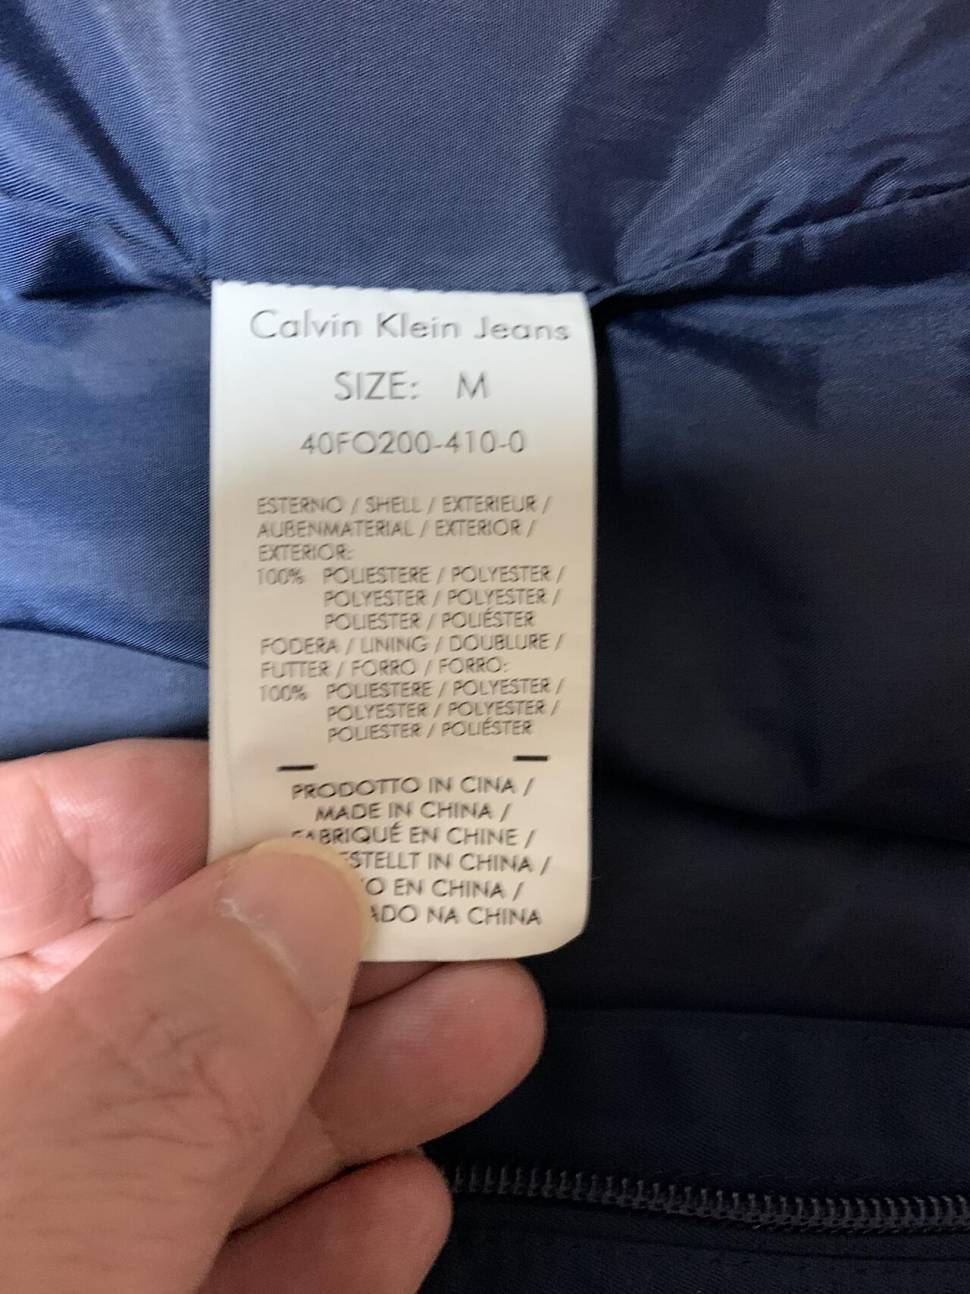 Calvin Klein Jeans
SIZE: M
40FO200-410-0
ESTERNO / SHELL / EXTERIEUR /
AUBENMATERIAL / EXTERIOR /
EXTERIOR:
100% POLIESTERE / POLYESTER /
POLYESTER / POLYESTER /
POLIESTER / POLIÉSTER
FODERA / LINING / DOUBLURE /
FUTTER / FORRO / FORRO:
100% POLIESTERE / POLYESTER /
POLYESTER / POLYESTER /
POLIESTER / POLIÉSTER
PRODOTTO IN CINA /
MADE IN CHINA /
FABRIQUÉ EN CHINE /
IN CHINA /
EN CHINA /
NA CHINA